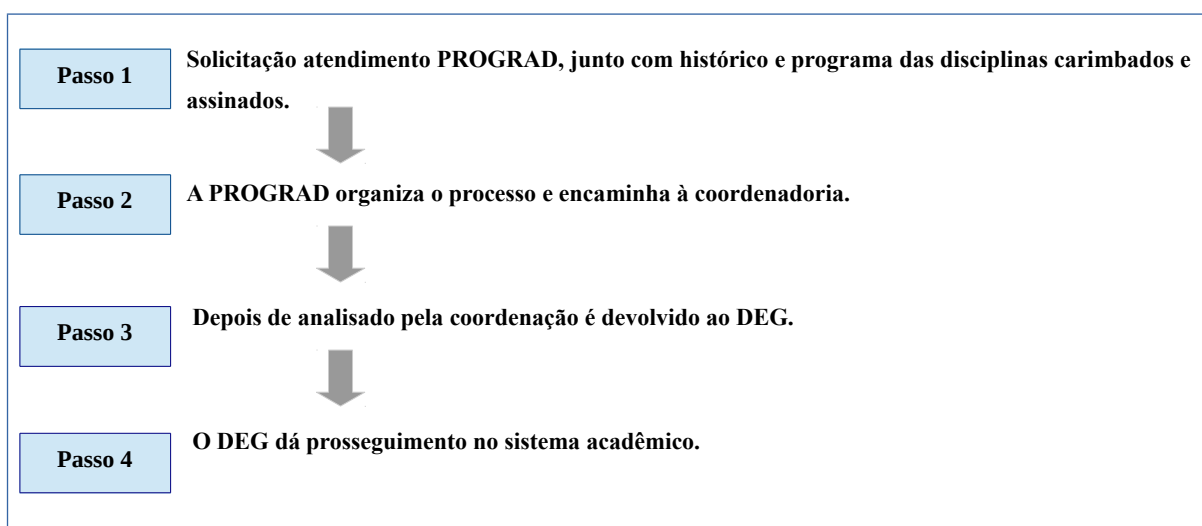 Passo 1
Solicitação atendimento PROGRAD, junto com histórico e programa das disciplinas carimbados e
assinados.
Passo 2
A PROGRAD organiza o processo e encaminha à coordenadoria.
Passo 3
Depois de analisado pela coordenação é devolvido ao DEG.
Passo 4
O DEG dá prosseguimento no sistema acadêmico.